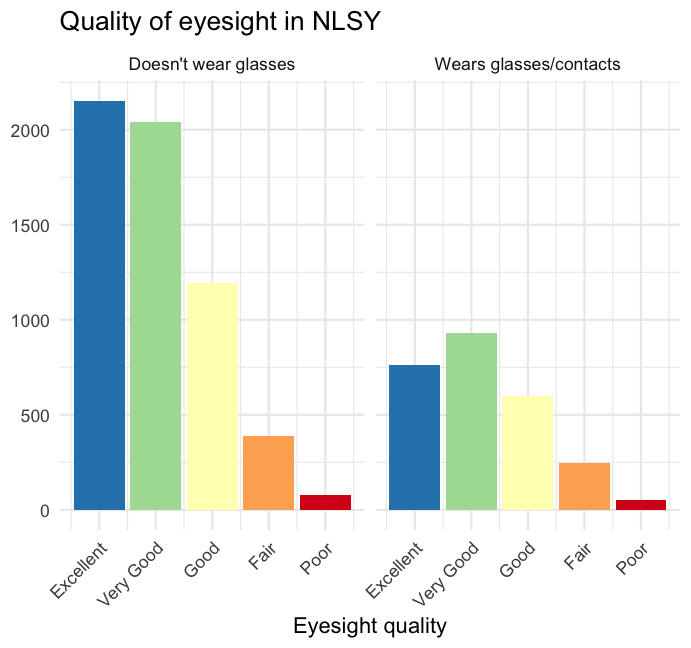 Quality of eyesight in NLSY
Doesn't wear glasses
Wears glasses/contacts
2000
1500
1000
500
0
Excellent
Very Good
Good
Fair
Poor
Excellent
Very Good
Good
Fair
Poor
Eyesight quality